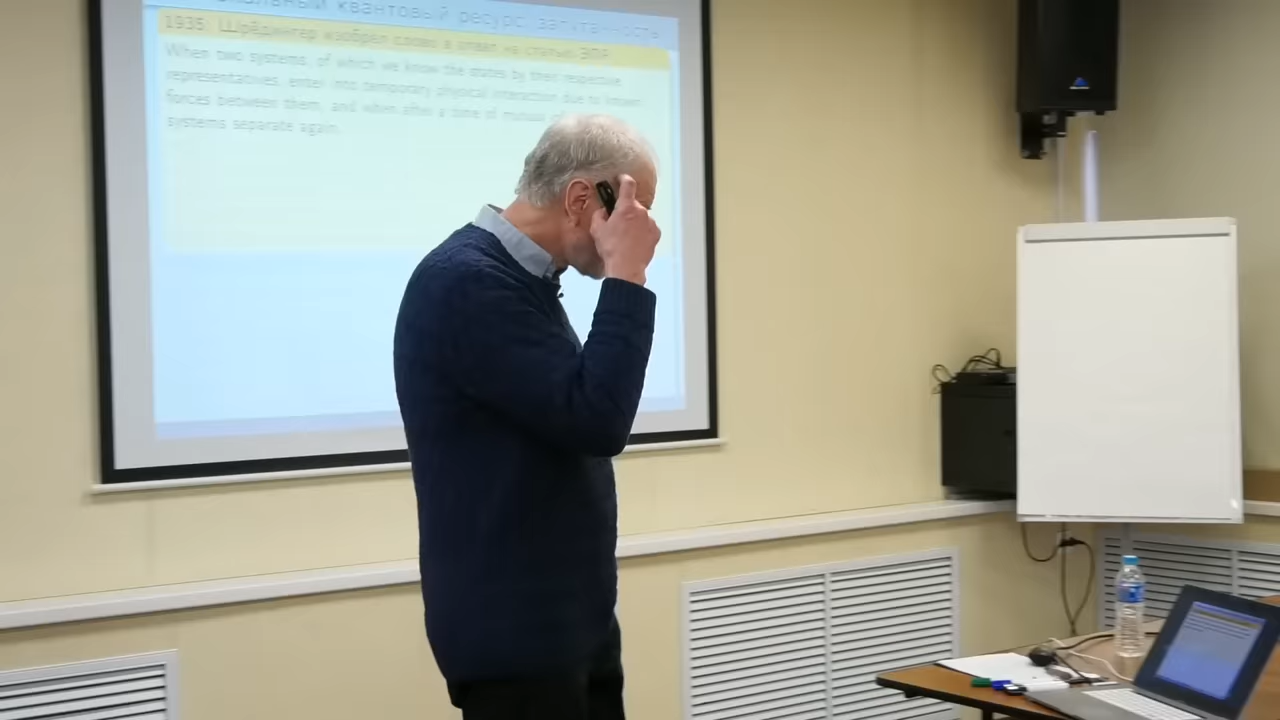 квантовый ресурс: запутанность
1935: Шрёдингер изобрел слово в ответ на статью ЭПР
When two systems, of which we know the states by their respective
representatives, enter into temporary physical interaction due to known
forces between them, and when after a time of mutual
systems separate again,